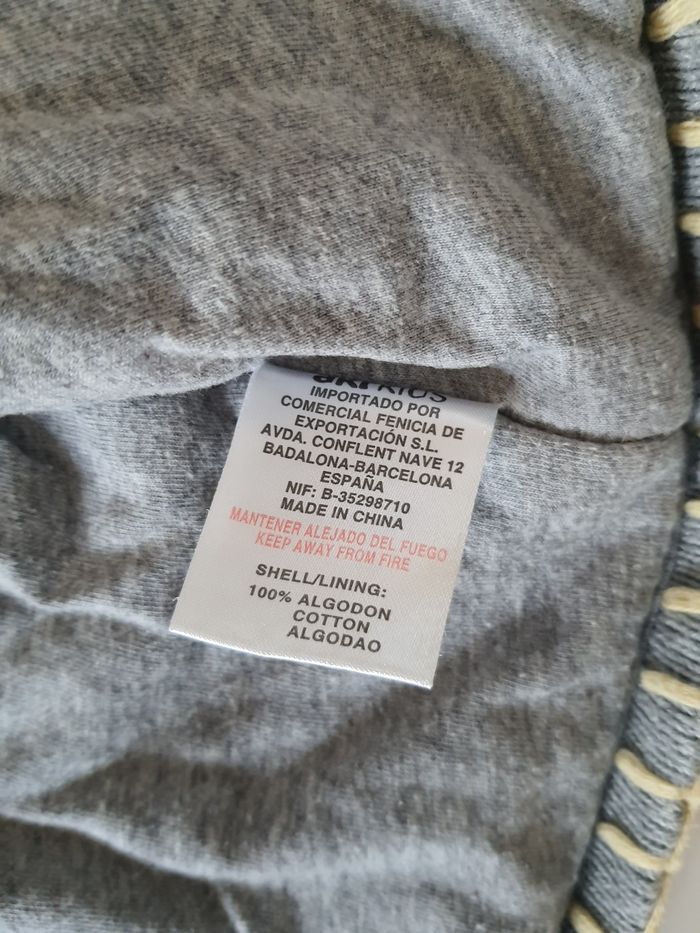 IMPORTADO POR
COMERCIAL FENICIA DE
EXPORTACIÓN S.L.
AVDA. CONFLENT NAVE 12
BADALONA-BARCELONA
ESPAÑA
NIF: B-35298710
MADE IN CHINA
MANTENER ALEJADO DEL FUEGO
KEEP AWAY FROM FIRE
SHELL/LINING:
100% ALGODON
COTTON
ALGODAO